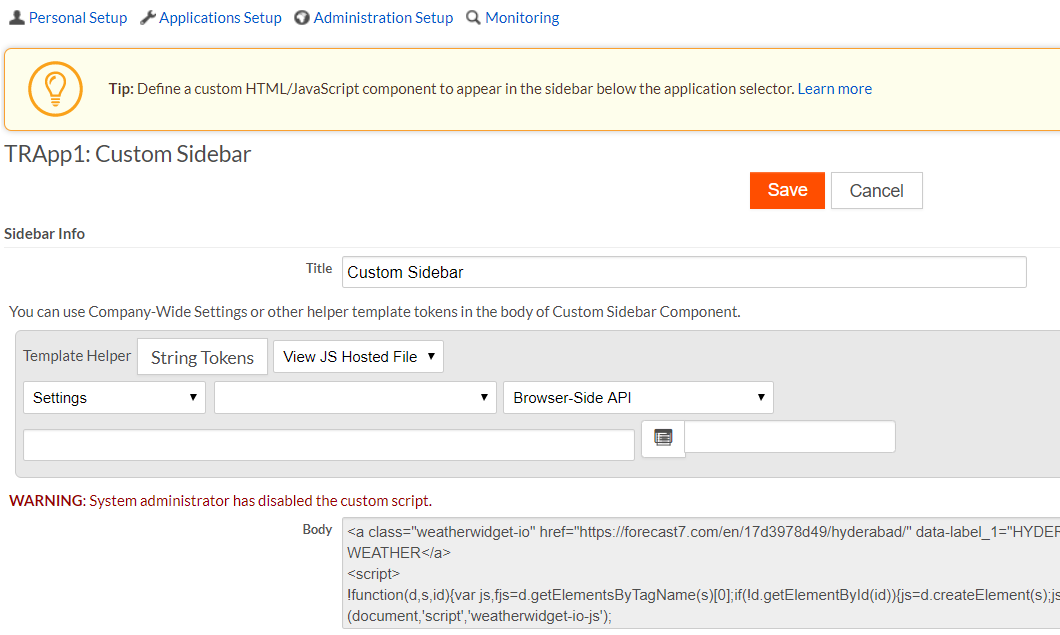 Personal Setup Applications Setup Administration Setup Monitoring
Tip: Define a custom HTML/JavaScript component to appear in the sidebar below the application selector. Learn more
TRApp1: Custom Sidebar
Save Cancel
Sidebar Info
Title Custom Sidebar
You can use Company-Wide Settings or other helper template tokens in the body of Custom Sidebar Component.
Template Helper String Tokens View JS Hosted File
Settings Browser-Side API
WARNING: System administrator has disabled the custom script.
Body <a class="weatherwidget-io" href="https://forecast7.com/en/17d3978d49/hyderabad/" data-label_1="HYDER
WEATHER</a>
<script>
!function(d,s,id){var js,fjs=d.getElementsByTagName(s)[0];if(!d.getElementById(id)){js=d.createElement(s);js
(document,'script','weatherwidget-io-js');